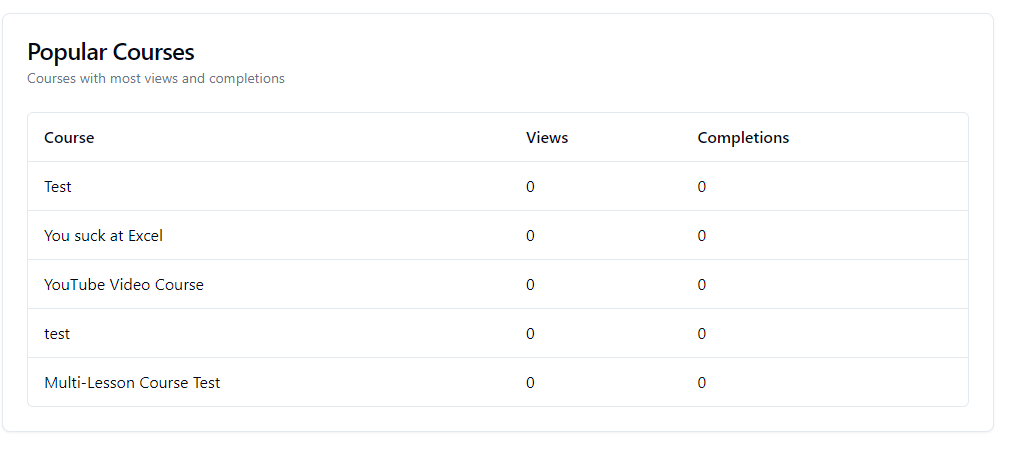 Popular Courses
Courses with most views and completions
Course Views Completions
Test 0 0
You suck at Excel 0 0
YouTube Video Course 0 0
test 0 0
Multi-Lesson Course Test 0 0